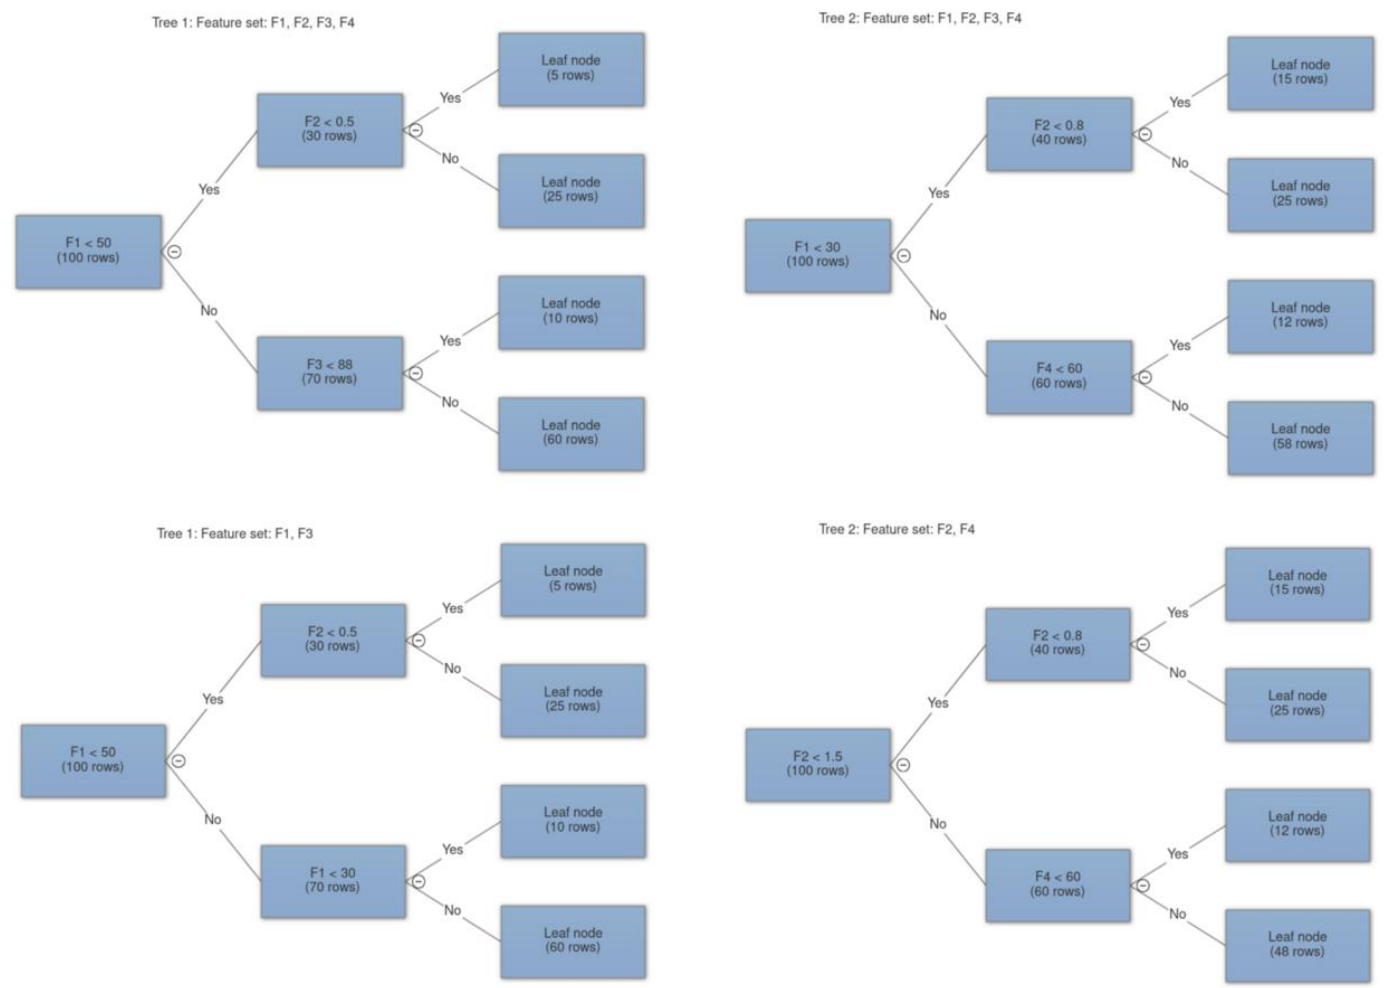 Tree 1: Feature set: F1, F2, F3, F4
F1 < 50
(100 rows)
Yes
No
F2 < 0.5
(30 rows)
Yes
No
Leaf node
(5 rows)
Leaf node
(25 rows)
F3 < 88
(70 rows)
Yes
No
Leaf node
(10 rows)
Leaf node
(60 rows)
Tree 2: Feature set: F1, F2, F3, F4
F1 < 30
(100 rows)
Yes
No
F2 < 0.8
(40 rows)
Yes
No
Leaf node
(15 rows)
Leaf node
(25 rows)
F4 < 60
(60 rows)
Yes
No
Leaf node
(12 rows)
Leaf node
(58 rows)
Tree 1: Feature set: F1, F3
F1 < 50
(100 rows)
Yes
No
F2 < 0.5
(30 rows)
Yes
No
Leaf node
(5 rows)
Leaf node
(25 rows)
F1 < 30
(70 rows)
Yes
No
Leaf node
(10 rows)
Leaf node
(60 rows)
Tree 2: Feature set: F2, F4
F2 < 1.5
(100 rows)
Yes
No
F2 < 0.8
(40 rows)
Yes
No
Leaf node
(15 rows)
Leaf node
(25 rows)
F4 < 60
(60 rows)
Yes
No
Leaf node
(12 rows)
Leaf node
(48 rows)